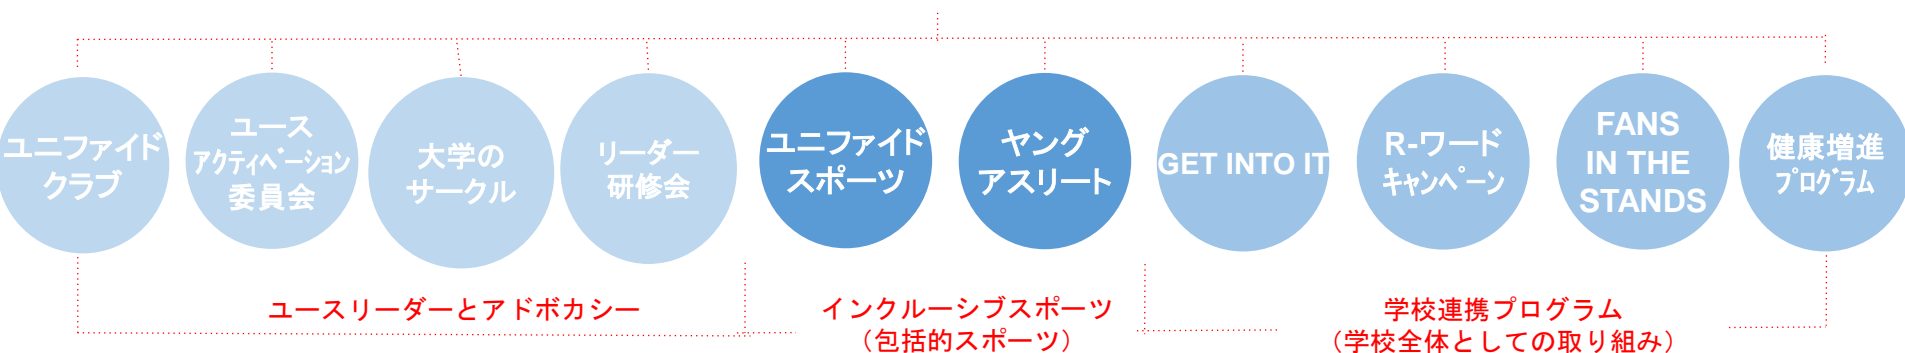 ユニファイド
クラブ
ユース
アクティベーション
委員会
大学の
サークル
リーダー
研修会
ユニファイド
スポーツ
ヤング
アスリート
GET INTO IT
R-ワード
キャンペーン
FANS
IN THE
STANDS
健康増進
プログラム
ユースリーダーとアドボカシー
インクルーシブスポーツ
（包括的スポーツ）
学校連携プログラム
（学校全体としての取り組み）